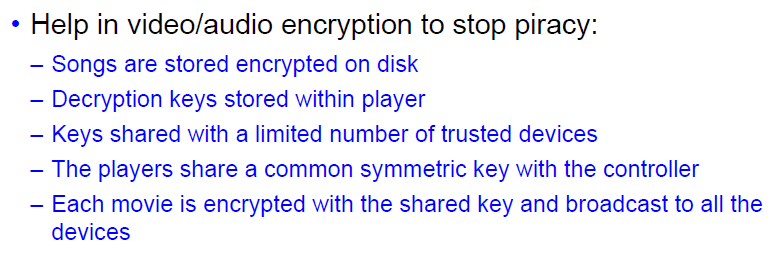 • Help in video/audio encryption to stop piracy:
– Songs are stored encrypted on disk
– Decryption keys stored within player
– Keys shared with a limited number of trusted devices
– The players share a common symmetric key with the controller
– Each movie is encrypted with the shared key and broadcast to all the
devices